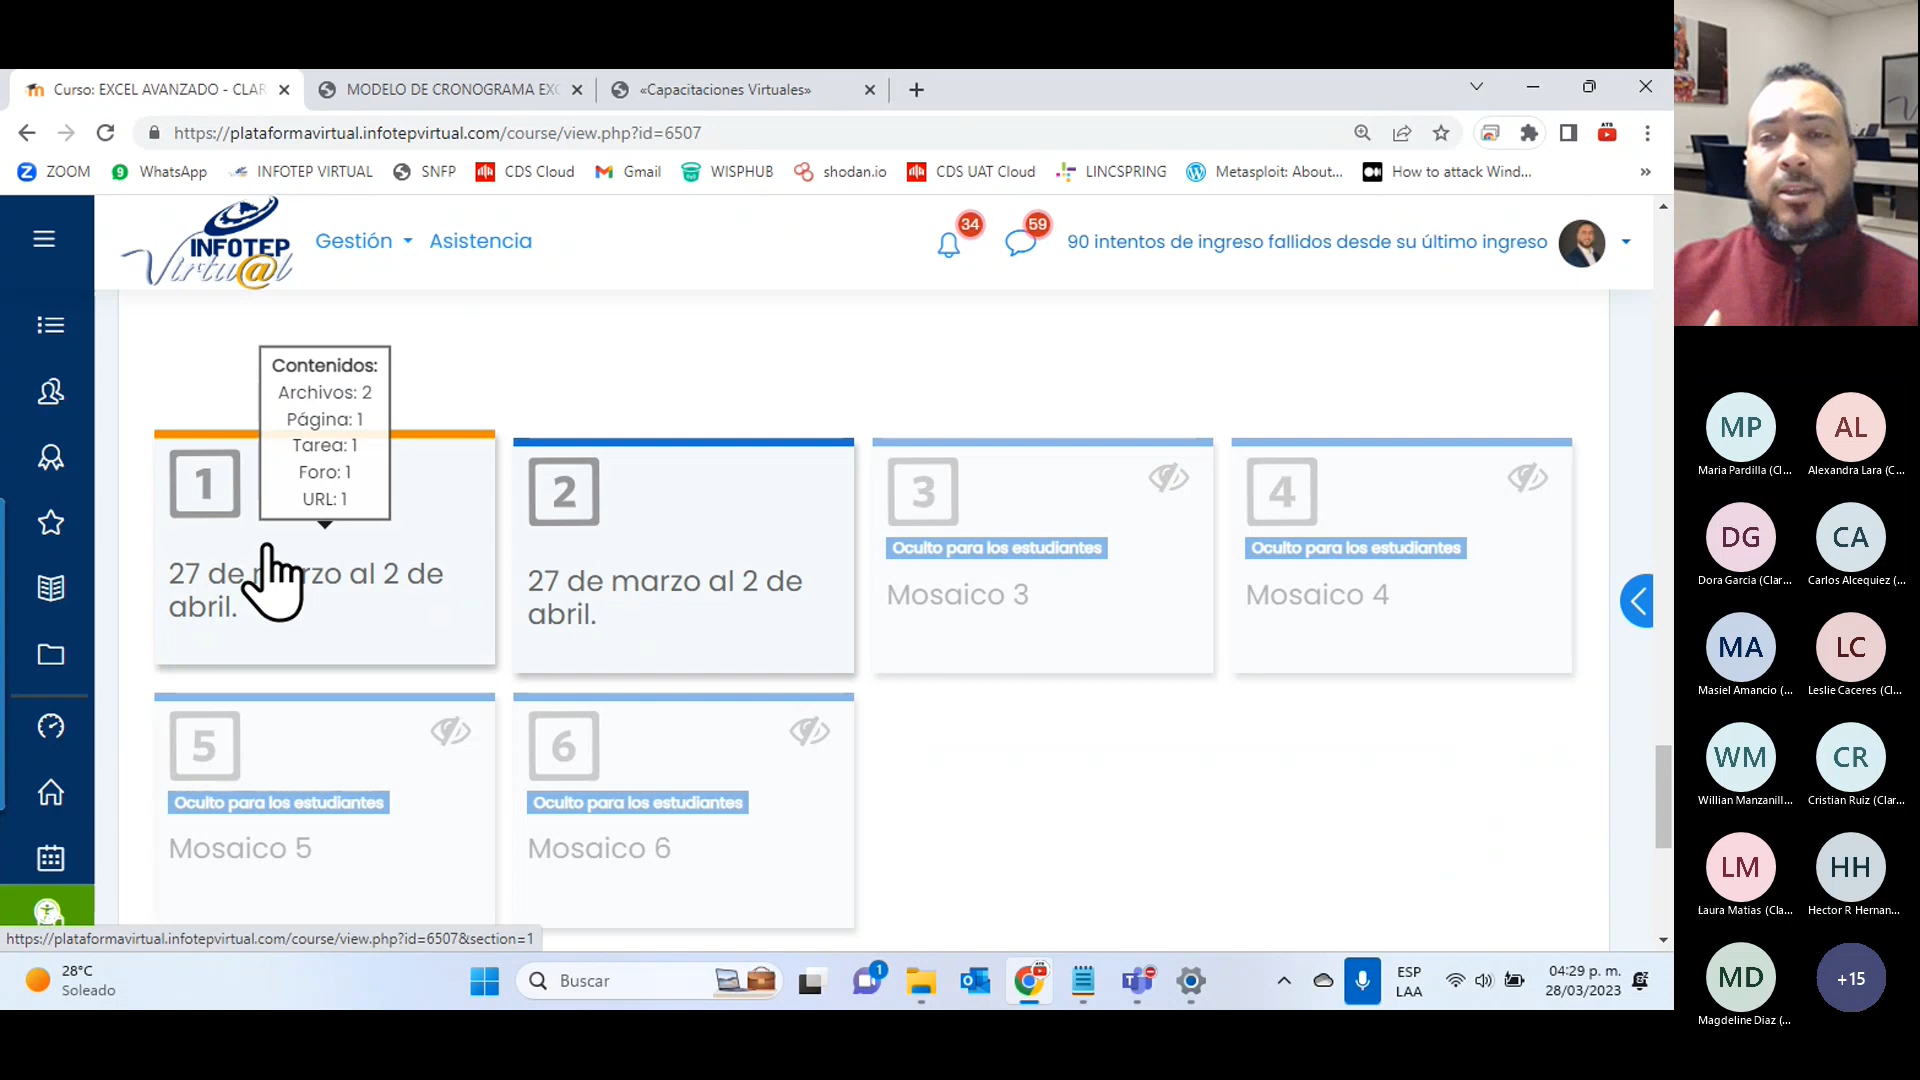 Curso: EXCEL AVANZADO - CLAR
MODELO DE CRONOGRAMA EXC
«Capacitaciones Virtuales»
https://plataformavirtual.infotepvirtual.com/course/view.php?id=6507
ZOOM
WhatsApp
INFOTEP VIRTUAL
SNFP
CDS Cloud
Gmail
WISPHUB
shodan.io
CDS UAT Cloud
LINCSPRING
Metasploit: About...
How to attack Wind...
»
INFOTEP
Virtu@l
Gestión
Asistencia
34
59
90 intentos de ingreso fallidos desde su último ingreso
Contenidos:
Archivos: 2
Página: 1
Tarea: 1
Foro: 1
URL: 1
1
27 de marzo al 2 de
abril.
2
27 de marzo al 2 de
abril.
3
Oculto para los estudiantes
Mosaico 3
4
Oculto para los estudiantes
Mosaico 4
5
Oculto para los estudiantes
Mosaico 5
6
Oculto para los estudiantes
Mosaico 6
https://plataformavirtual.infotepvirtual.com/course/view.php?id=6507&section=1
28°C
Soleado
Buscar
1
ESP
LAA
04:29 p. m.
28/03/2023
MP
Maria Pardilla (Cl...
AL
Alexandra Lara (C...
DG
Dora Garcia (Clar...
CA
Carlos Alcequiez (...
MA
Masiel Amancio (...
LC
Leslie Caceres (Cl...
WM
Willian Manzanill...
CR
Cristian Ruiz (Clar...
LM
Laura Matias (Cla...
HH
Hector R Hernan...
MD
Magdeline Diaz (...
+15